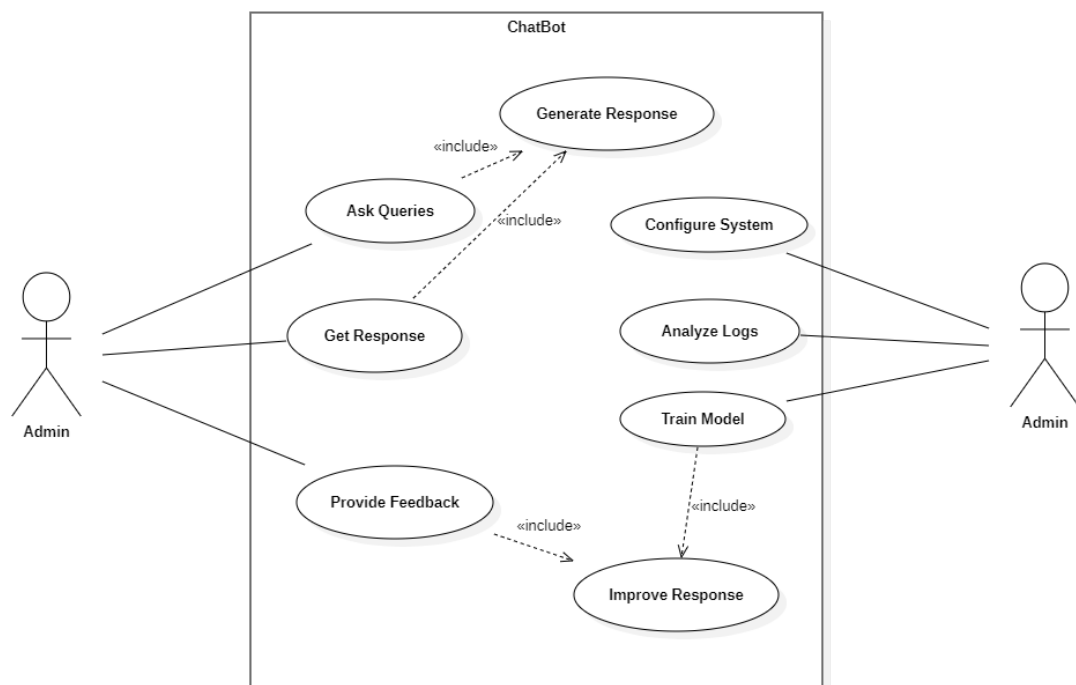 ChatBot
Generate Response
«include»
Ask Queries
«include»
Configure System
Get Response
Analyze Logs
Admin
Train Model
Admin
Provide Feedback
«include»
«include»
Improve Response